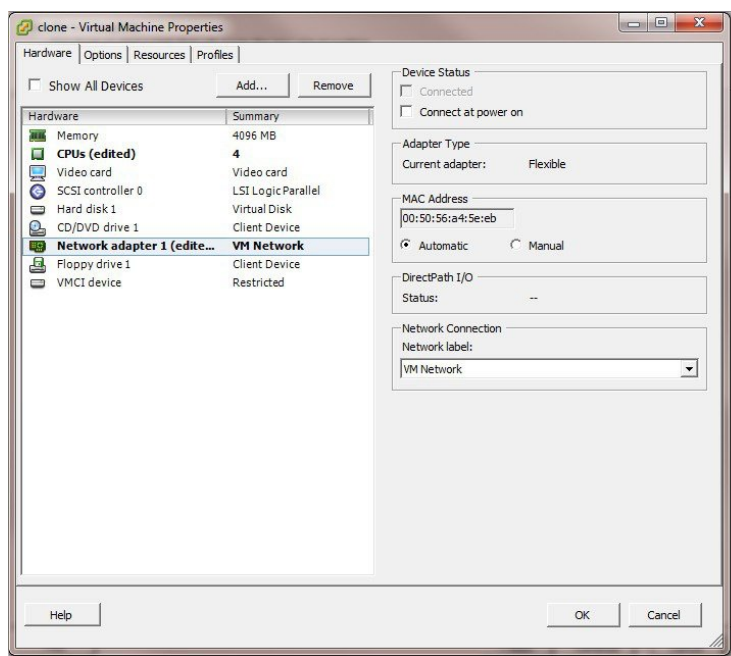 clone - Virtual Machine Properties
Hardware Options Resources Profiles
Show All Devices Add... Remove
Hardware Summary
Memory 4096 MB
CPUs (edited) 4
Video card Video card
SCSI controller 0 LSI Logic Parallel
Hard disk 1 Virtual Disk
CD/DVD drive 1 Client Device
Network adapter 1 (edite... VM Network
Floppy drive 1 Client Device
VMCI device Restricted
Device Status
Connected
Connect at power on
Adapter Type
Current adapter: Flexible
MAC Address
00:50:56:a4:5e:eb
Automatic Manual
DirectPath I/O
Status: --
Network Connection
Network label:
VM Network
Help OK Cancel